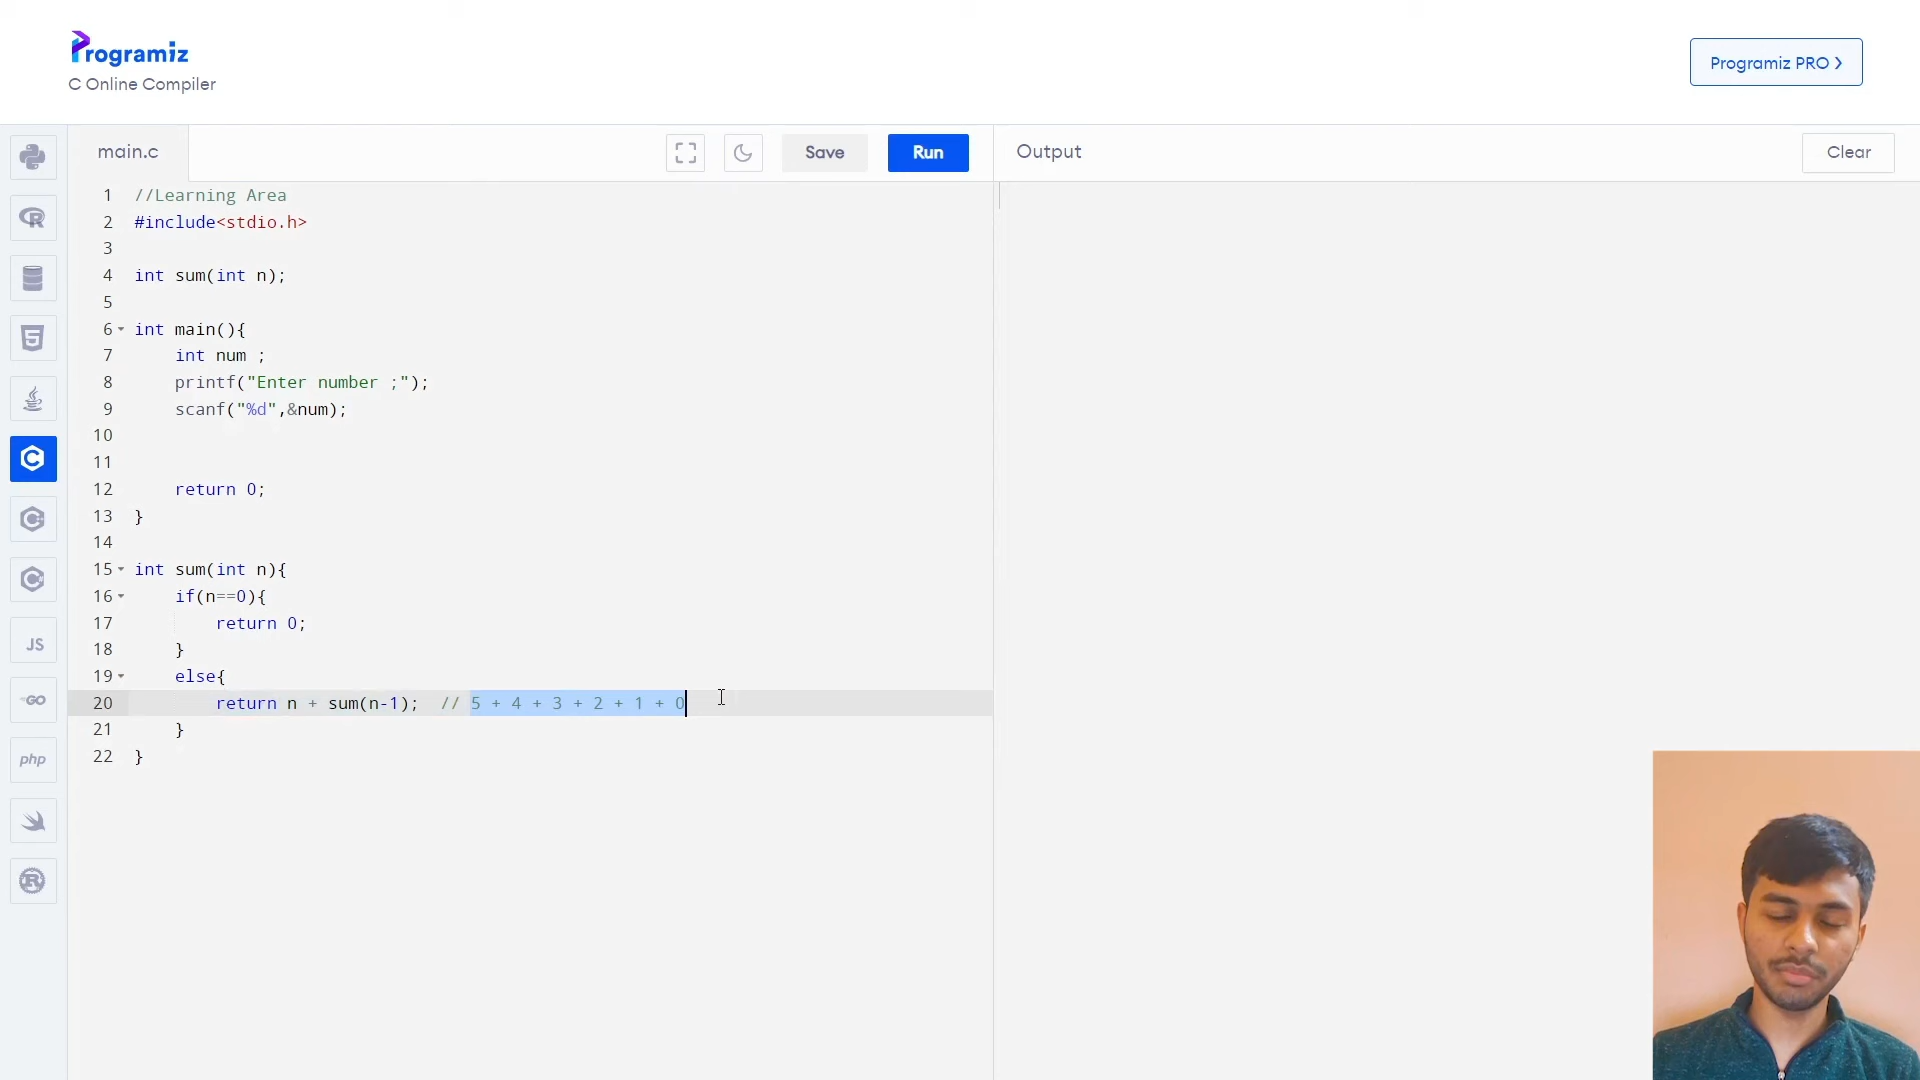 Programiz
C Online Compiler
Programiz PRO ❯
main.c
Save
Run
Output
Clear
1 //Learning Area
2 #include<stdio.h>
3
4 int sum(int n);
5
6 int main(){
7 int num ;
8 printf("Enter number ;");
9 scanf("%d",&num);
10
11
12 return 0;
13 }
14
15 int sum(int n){
16 if(n==0){
17 return 0;
18 }
19 else{
20 return n + sum(n-1); // 5 + 4 + 3 + 2 + 1 + 0
21 }
22 }
R
5
C
C
C
JS
GO
php
R